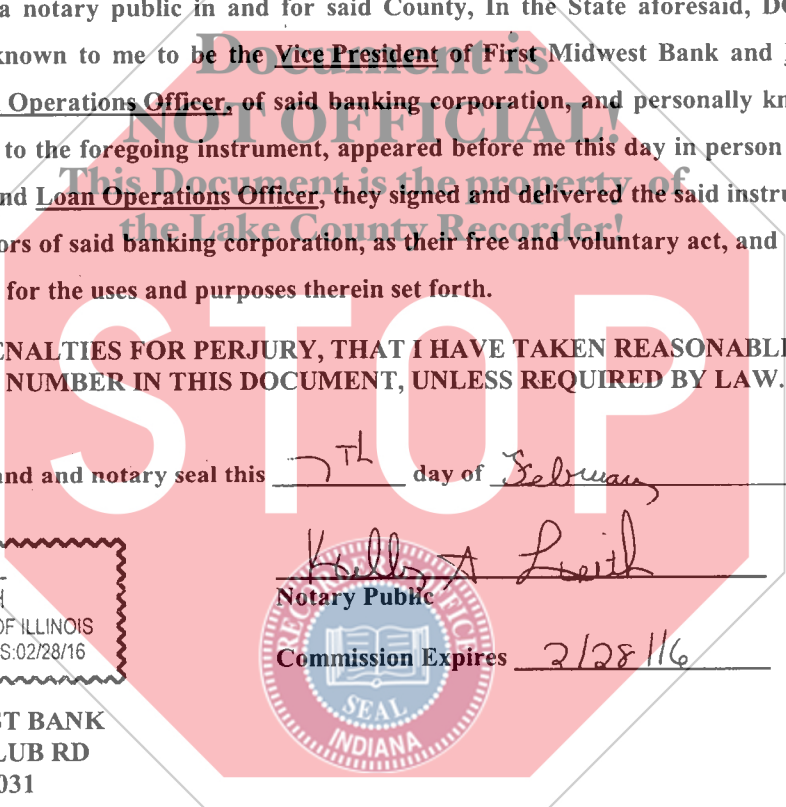 a notary public in and for said County, In the State aforesaid, DO
known to me to be the Vice President of First Midwest Bank and
Document is
Operations Officer, of said banking corporation, and personally kn
NOT OFFICIAL!
to the foregoing instrument, appeared before me this day in person
This Document is the property of
nd Loan Operations Officer, they signed and delivered the said instru
the Lake County Recorder!
ors of said banking corporation, as their free and voluntary act, and
for the uses and purposes therein set forth.
STOP
ENALTIES FOR PERJURY, THAT I HAVE TAKEN REASONABLE
NUMBER IN THIS DOCUMENT, UNLESS REQUIRED BY LAW.
and and notary seal this 7th day of February
Kelly A Lieith
Notary Public
H
OF ILLINOIS
S:02/28/16
Commission Expires 2/28/16
RECORDER'S OFFICE
SEAL
INDIANA
ST BANK
LUB RD
031